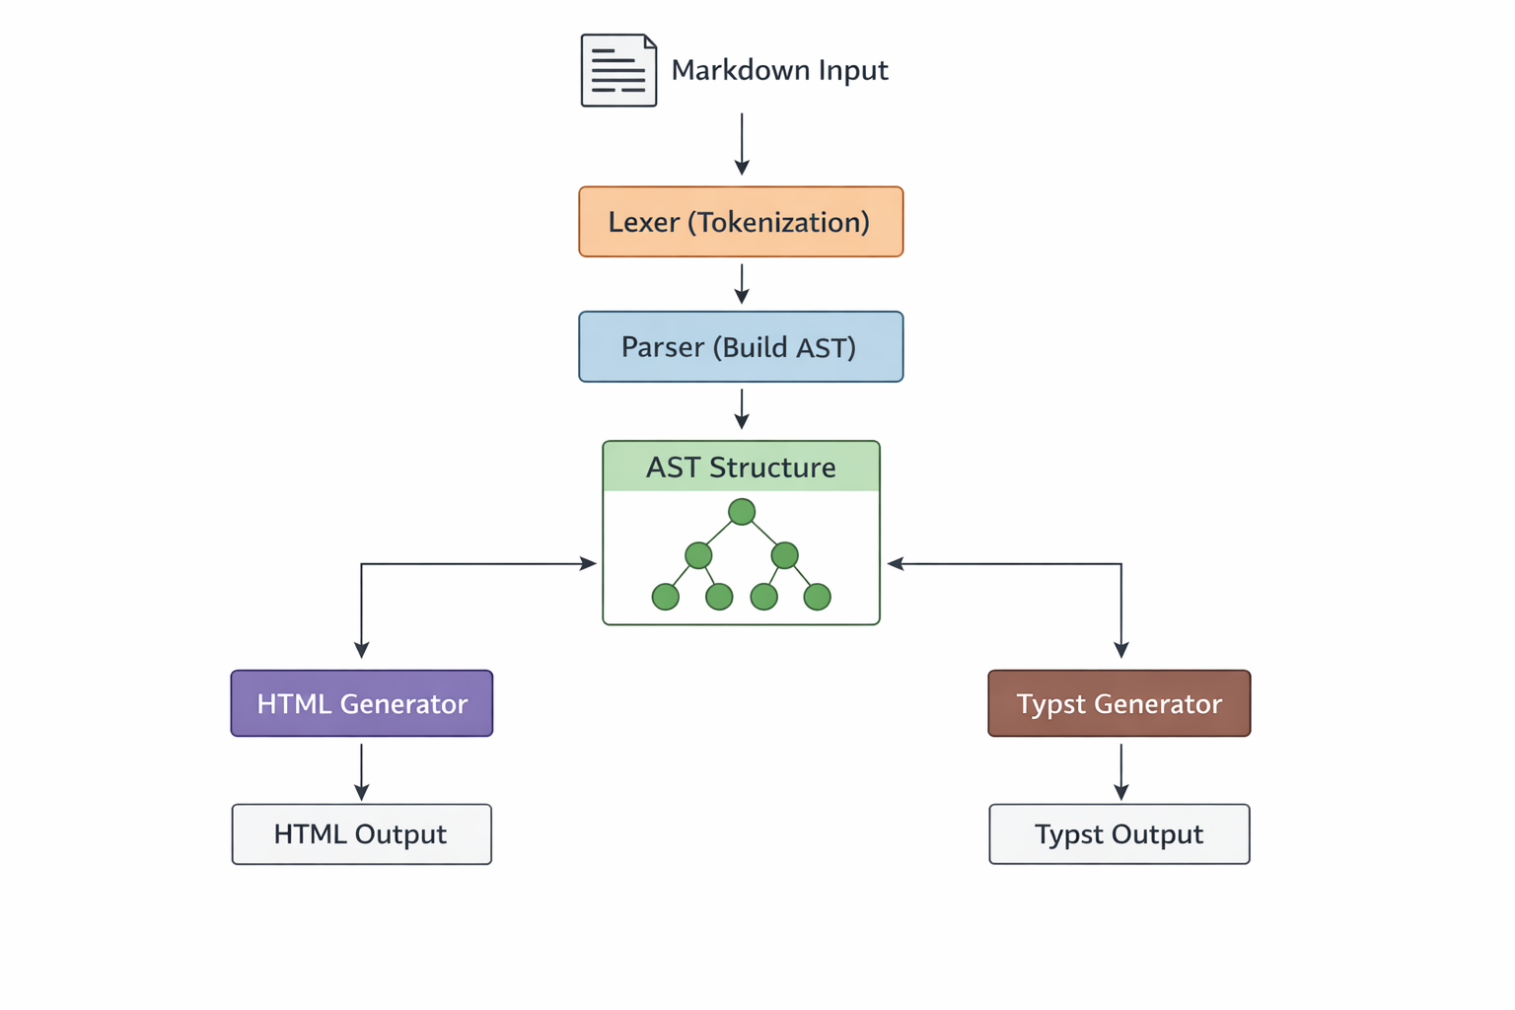 Markdown Input
Lexer (Tokenization)
Parser (Build AST)
AST Structure
HTML Generator
Typst Generator
HTML Output
Typst Output